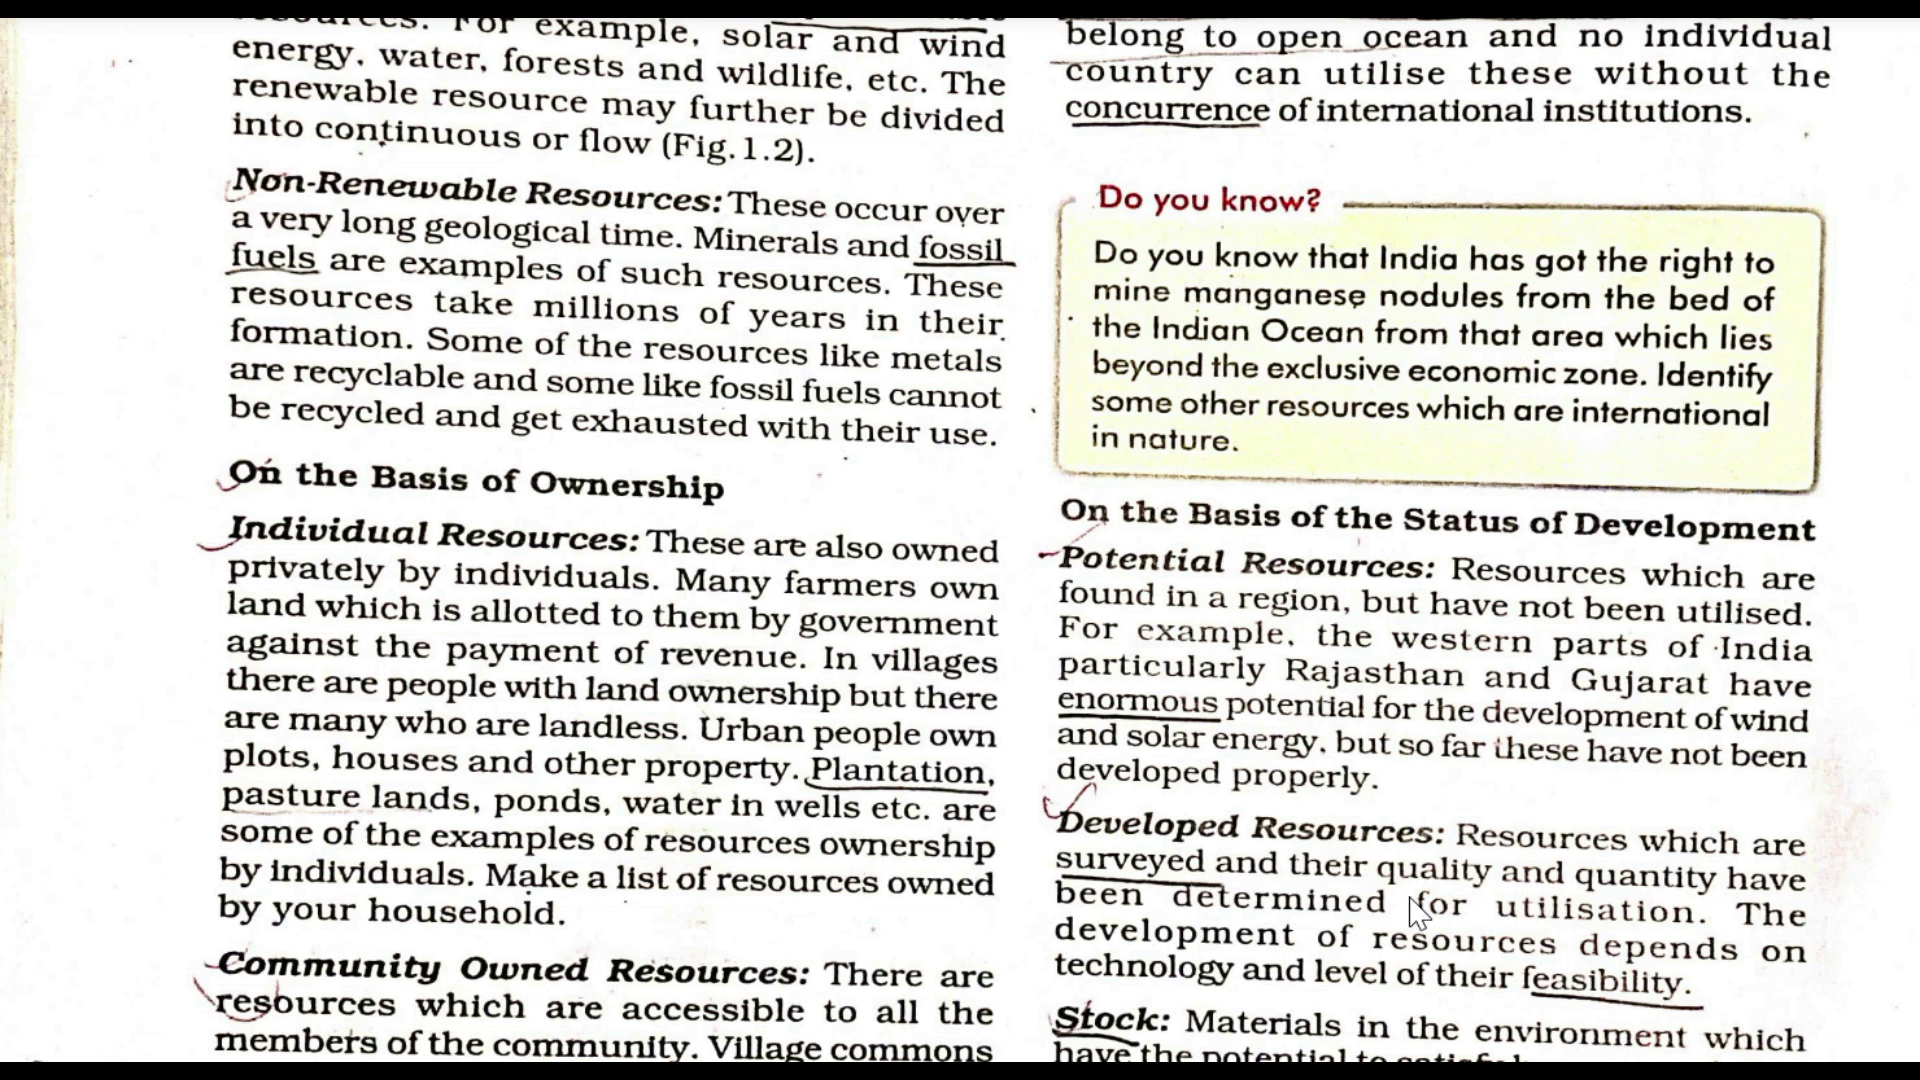 resources. For example, solar and wind
energy, water, forests and wildlife, etc. The
renewable resource may further be divided
into continuous or flow (Fig.1.2).
Non-Renewable Resources: These occur over
a very long geological time. Minerals and fossil
fuels are examples of such resources. These
resources take millions of years in their
formation. Some of the resources like metals
are recyclable and some like fossil fuels cannot
be recycled and get exhausted with their use.
On the Basis of Ownership
Individual Resources: These are also owned
privately by individuals. Many farmers own
land which is allotted to them by government
against the payment of revenue. In villages
there are people with land ownership but there
are many who are landless. Urban people own
plots, houses and other property. Plantation,
pasture lands, ponds, water in wells etc. are
some of the examples of resources ownership
by individuals. Make a list of resources owned
by your household.
Community Owned Resources: There are
resources which are accessible to all the
members of the community. Village commons
belong to open ocean and no individual
country can utilise these without the
concurrence of international institutions.
Do you know?
Do you know that India has got the right to
mine manganese nodules from the bed of
the Indian Ocean from that area which lies
beyond the exclusive economic zone. Identify
some other resources which are international
in nature.
On the Basis of the Status of Development
Potential Resources: Resources which are
found in a region, but have not been utilised.
For example, the western parts of India
particularly Rajasthan and Gujarat have
enormous potential for the development of wind
and solar energy, but so far these have not been
developed properly.
Developed Resources: Resources which are
surveyed and their quality and quantity have
been determined for utilisation. The
development of resources depends on
technology and level of their feasibility.
Stock: Materials in the environment which
have the potential to